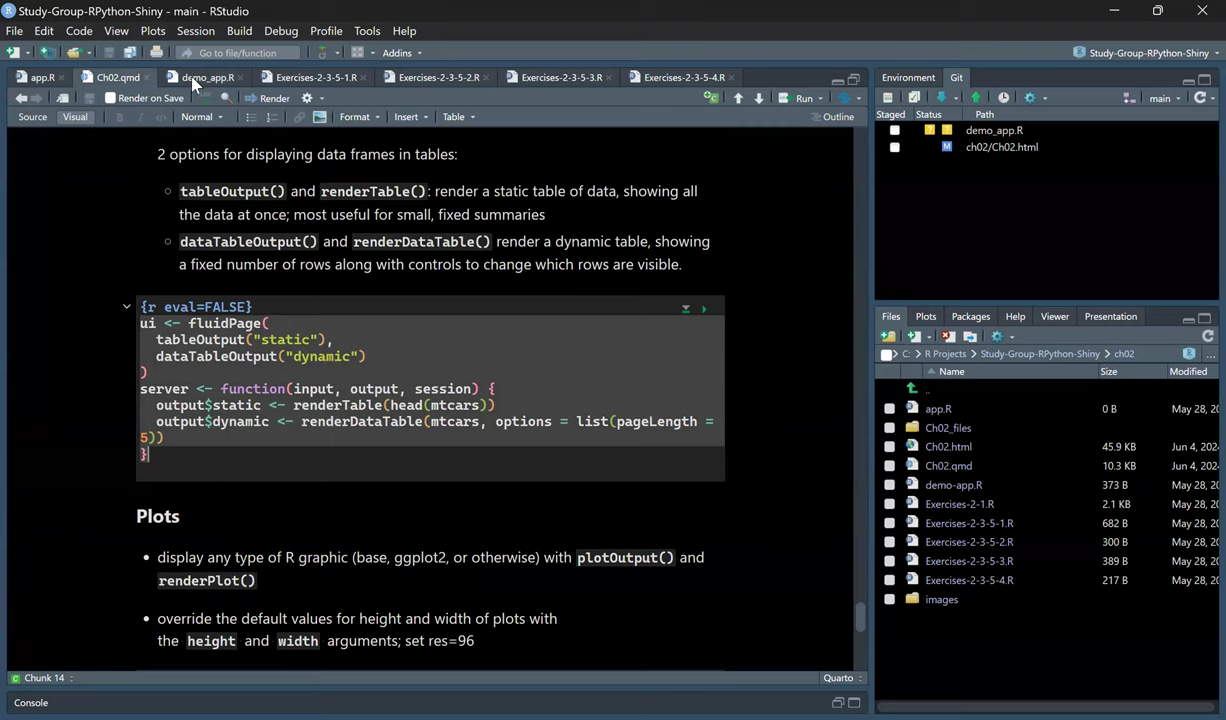 Study-Group-RPython-Shiny - main - RStudio
File Edit Code View Plots Session Build Debug Profile Tools Help
Go to file/function Addins Study-Group-RPython-Shiny
app.R Ch02.qmd demo_app.R Exercises-2-3-5-1.R Exercises-2-3-5-2.R Exercises-2-3-5-3.R Exercises-2-3-5-4.R
Render on Save Render Run
Source Visual B I </> Normal Format Insert Table Outline
2 options for displaying data frames in tables:
tableOutput() and renderTable(): render a static table of data, showing all
the data at once; most useful for small, fixed summaries
dataTableOutput() and renderDataTable() render a dynamic table, showing
a fixed number of rows along with controls to change which rows are visible.
{r eval=FALSE}
ui <- fluidPage(
tableOutput("static"),
dataTableOutput("dynamic")
)
server <- function(input, output, session) {
output$static <- renderTable(head(mtcars))
output$dynamic <- renderDataTable(mtcars, options = list(pageLength =
5))
}
Plots
display any type of R graphic (base, ggplot2, or otherwise) with plotOutput() and
renderPlot()
override the default values for height and width of plots with
the height and width arguments; set res=96
Chunk 14 Quarto
Console
Environment Git
main
Staged Status Path
? ? demo_app.R
M ch02/Ch02.html
Files Plots Packages Help Viewer Presentation
C: > R Projects > Study-Group-RPython-Shiny > ch02 ...
Name Size Modified
..
app.R 0 B May 28, 20
Ch02_files
Ch02.html 45.9 KB Jun 4, 202
Ch02.qmd 10.3 KB Jun 4, 202
demo-app.R 373 B May 28, 20
Exercises-2-1.R 2.1 KB May 28, 20
Exercises-2-3-5-1.R 682 B May 28, 20
Exercises-2-3-5-2.R 300 B May 28, 20
Exercises-2-3-5-3.R 389 B May 28, 20
Exercises-2-3-5-4.R 217 B May 28, 20
images